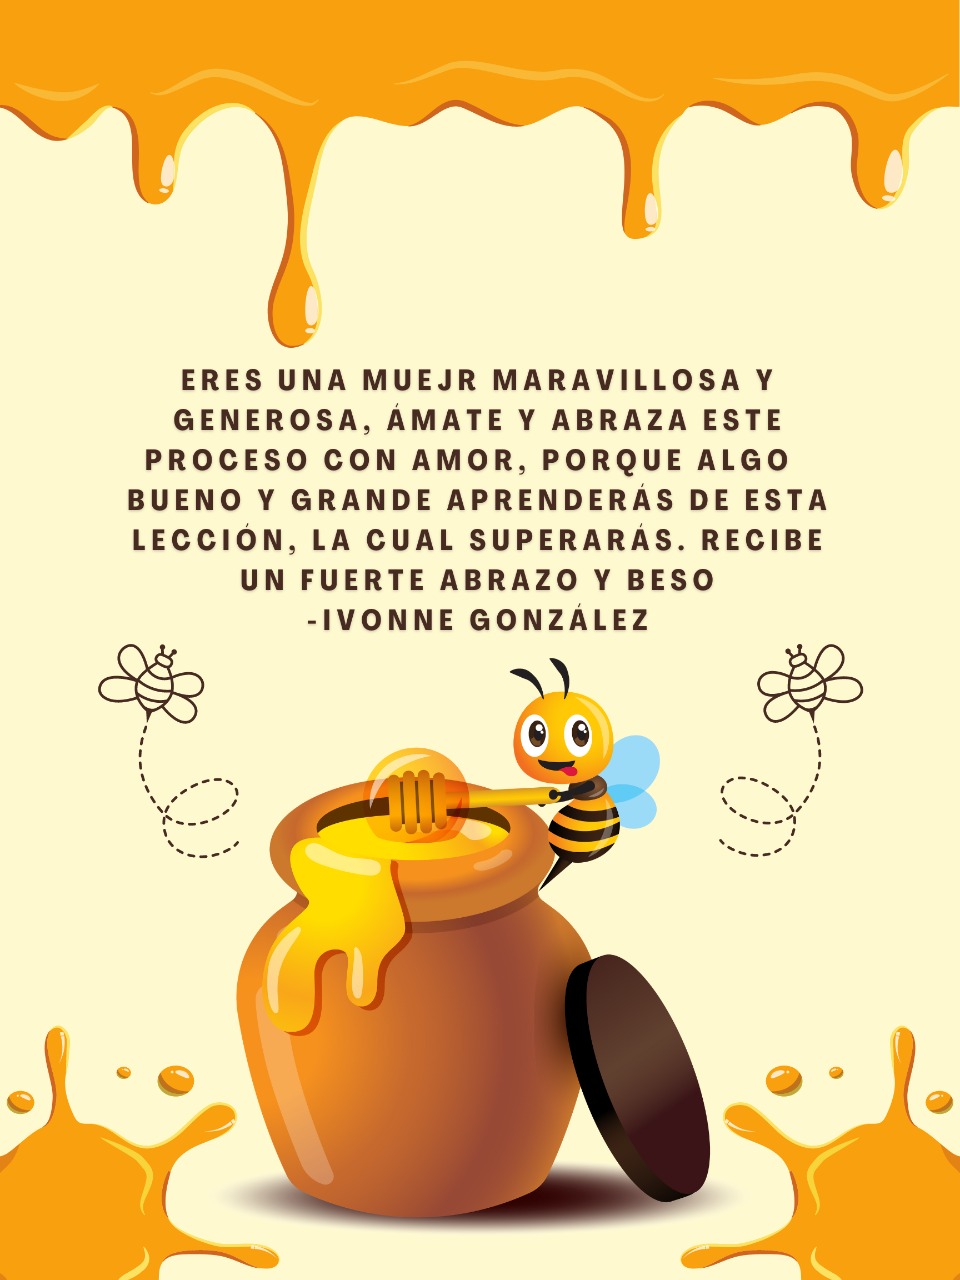 ERES UNA MUEJR MARAVILLOSA Y
GENEROSA, ÁMATE Y ABRAZA ESTE
PROCESO CON AMOR, PORQUE ALGO
BUENO Y GRANDE APRENDERÁS DE ESTA
LECCIÓN, LA CUAL SUPERARÁS. RECIBE
UN FUERTE ABRAZO Y BESO
-IVONNE GONZÁLEZ